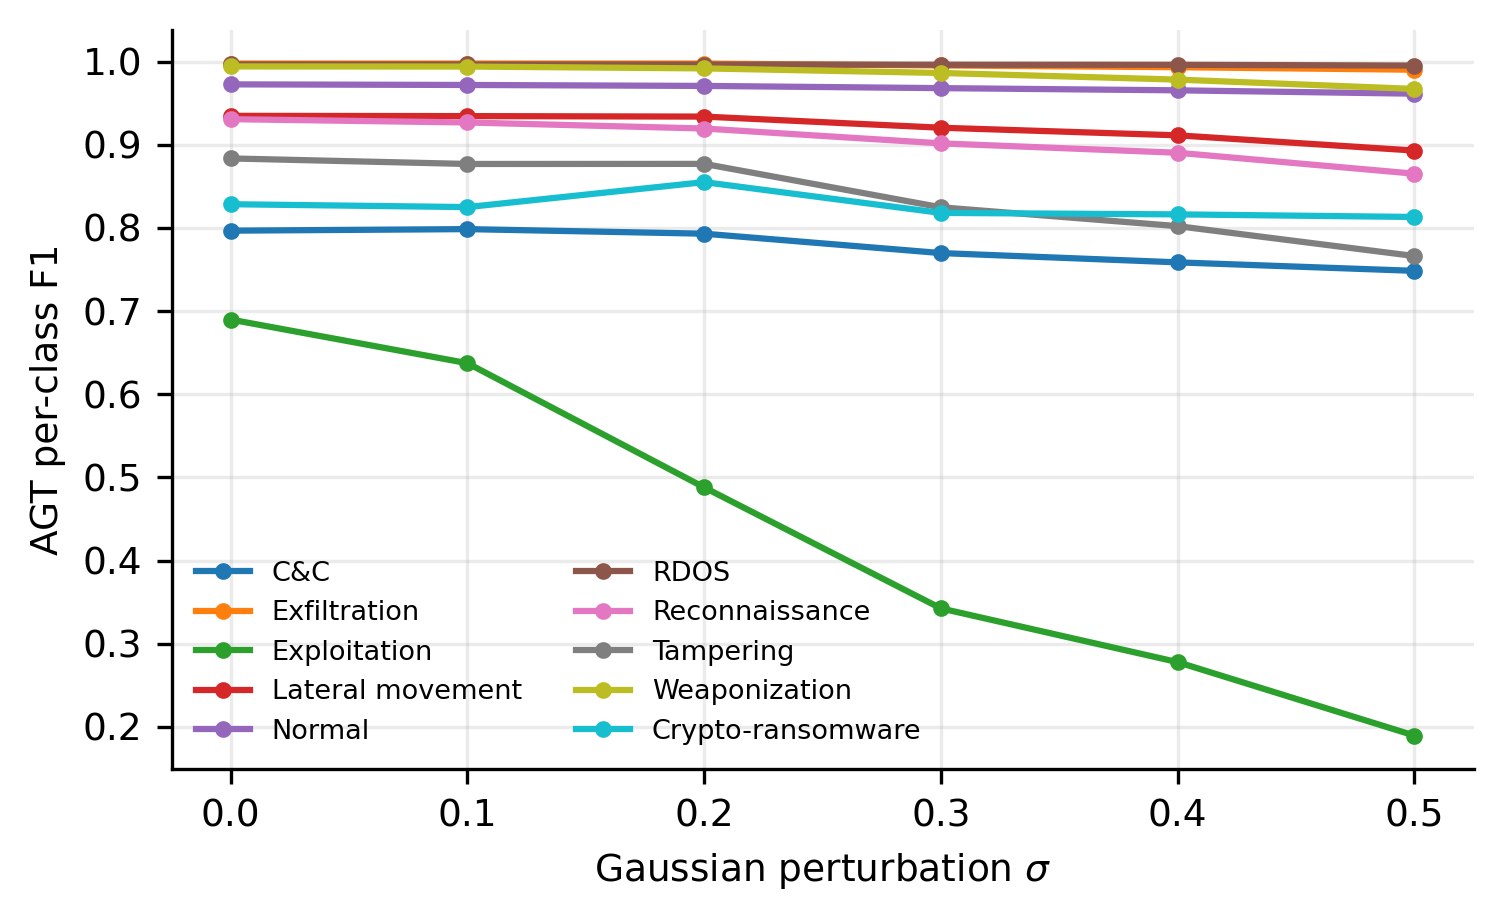 AGT per-class F1
1.0
0.9
0.8
0.7
0.6
0.5
0.4
0.3
0.2
C&C
Exfiltration
Exploitation
Lateral movement
Normal
RDOS
Reconnaissance
Tampering
Weaponization
Crypto-ransomware
0.0 0.1 0.2 0.3 0.4 0.5
Gaussian perturbation σ